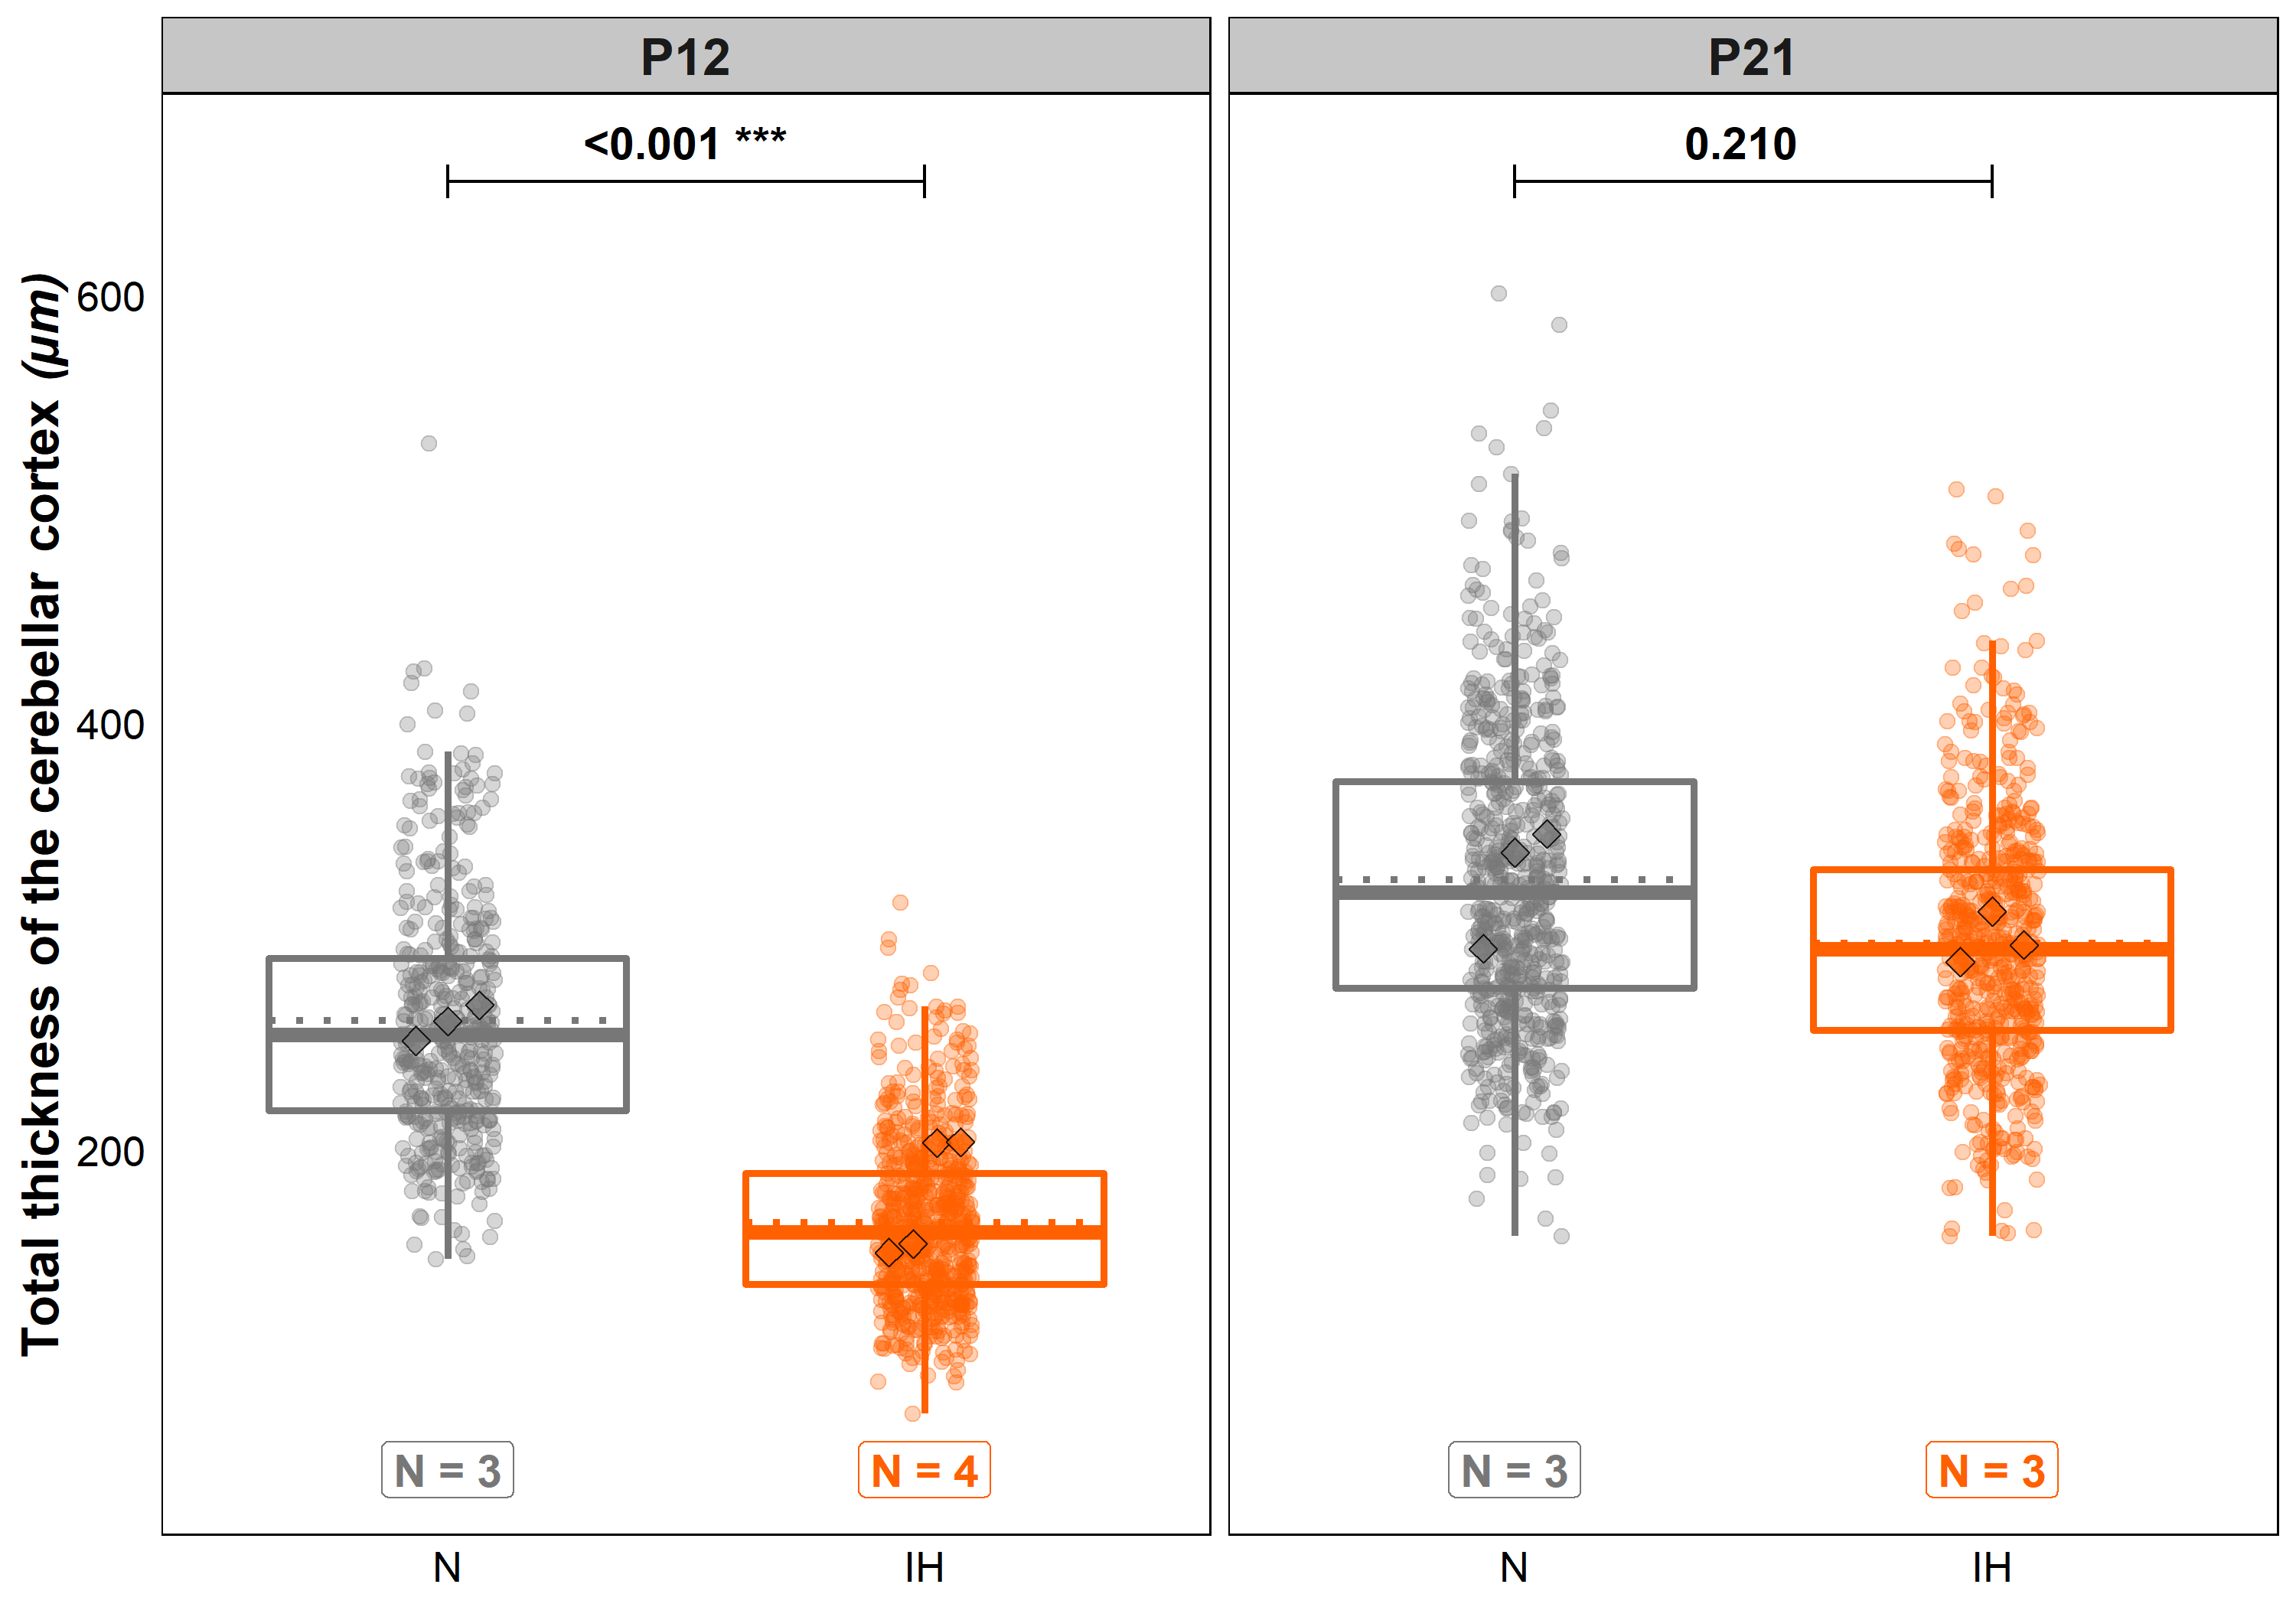 P12
P21
<0.001 ***
0.210
Total thickness of the cerebellar cortex (µm)
600
400
200
N = 3
N = 4
N = 3
N = 3
N
IH
N
IH